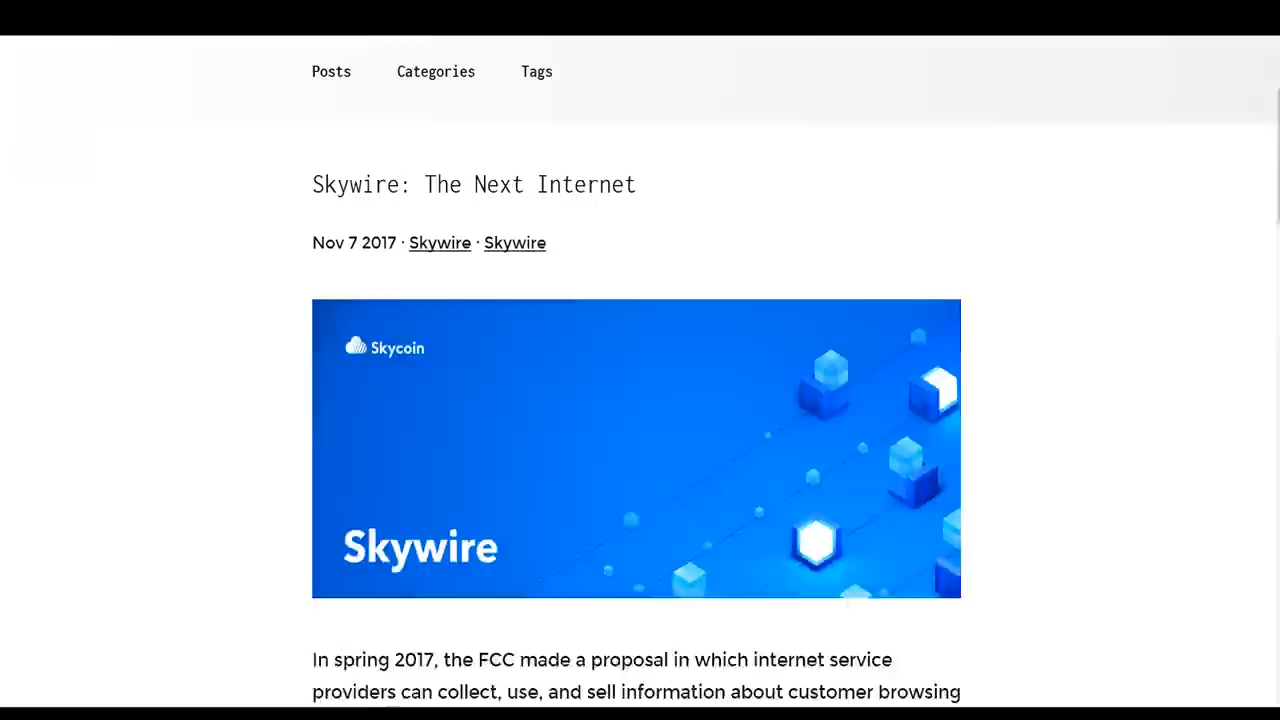 Posts Categories Tags
Skywire: The Next Internet
Nov 7 2017 · Skywire · Skywire
Skycoin
Skywire
In spring 2017, the FCC made a proposal in which internet service
providers can collect, use, and sell information about customer browsing